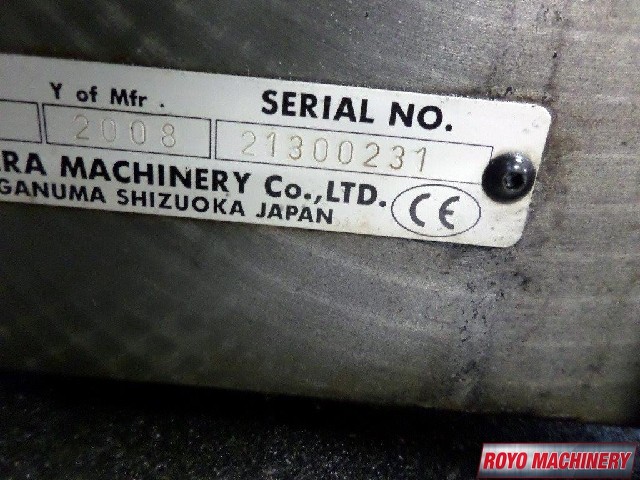 Y of Mfr .
SERIAL NO.
2008
21300231
RA MACHINERY Co.,LTD.
GANUMA SHIZUOKA JAPAN
CE
ROYO MACHINERY